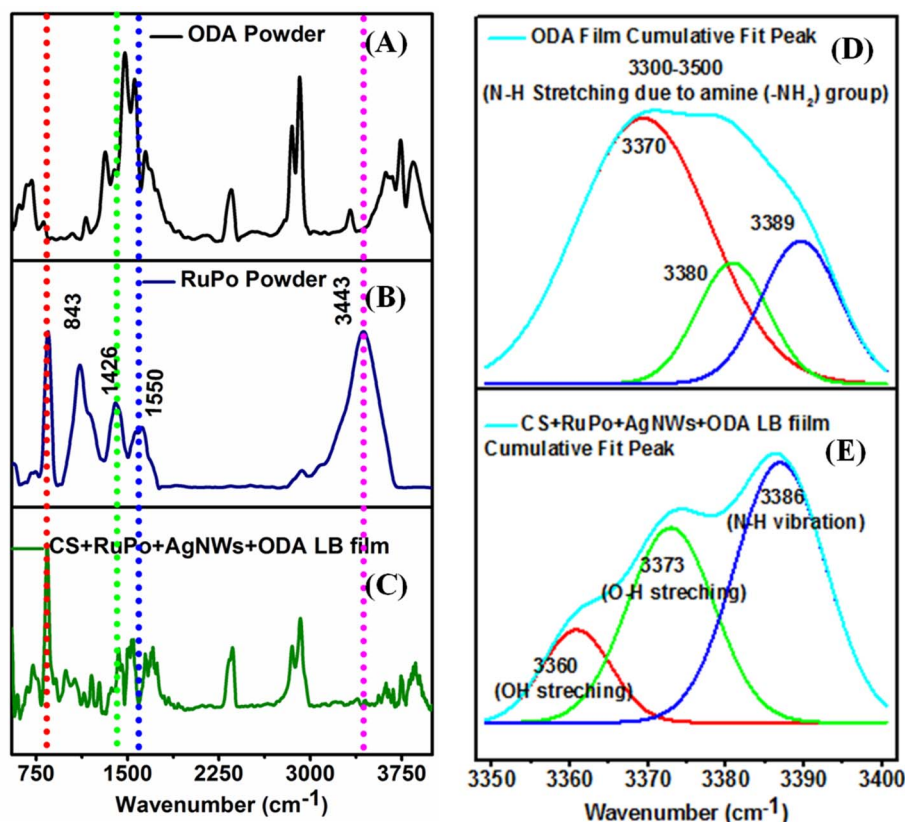 ODA Powder
(A)
RuPo Powder
(B)
843
1426
1550
3443
CS+RuPo+AgNWs+ODA LB film
(C)
750 1500 2250 3000 3750
Wavenumber (cm-1)
ODA Film Cumulative Fit Peak
(D)
3300-3500
(N-H Stretching due to amine (-NH2) group)
3370
3380
3389
CS+RuPo+AgNWs+ODA LB fiilm
Cumulative Fit Peak
(E)
3386
(N-H vibration)
3373
(O-H streching)
3360
(OH streching)
3350 3360 3370 3380 3390 3400
Wavenumber (cm-1)